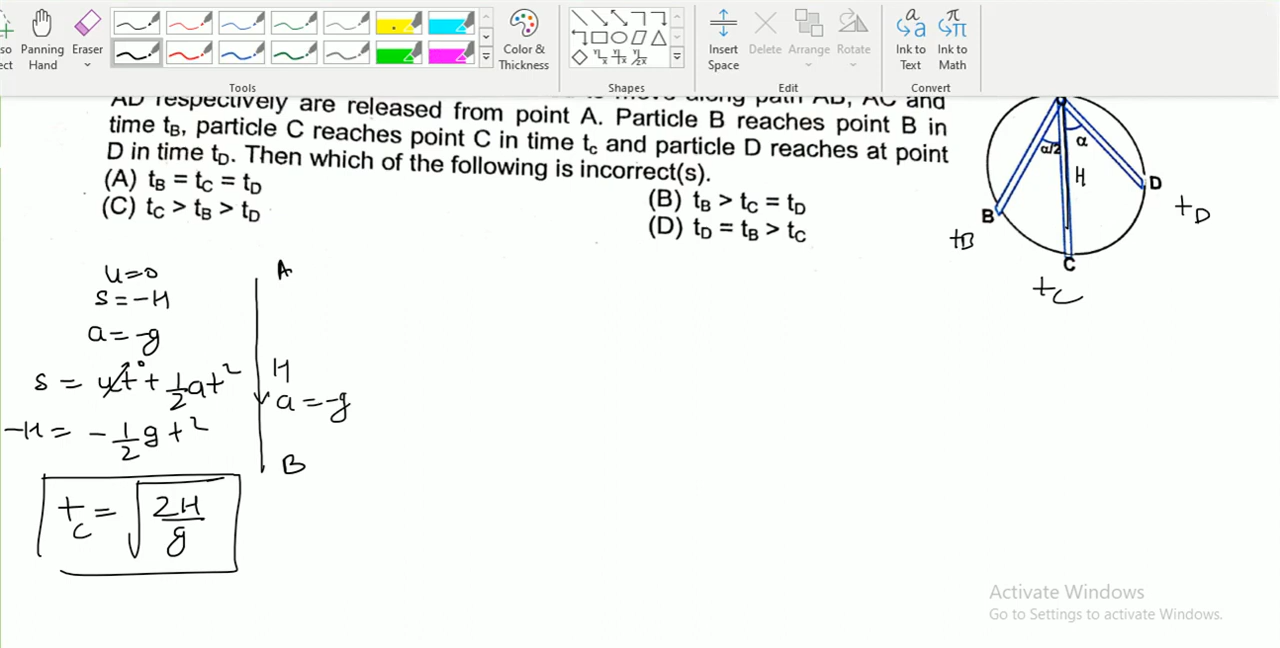 so
ect
Panning
Hand
Eraser
Color &
Thickness
Insert
Space
Delete
Arrange
Rotate
Ink to
Text
Ink to
Math
Tools
Shapes
Edit
Convert
AD respectively are released from point A. Particle B reaches point B in
time tB, particle C reaches point C in time tc and particle D reaches at point
D in time tD. Then which of the following is incorrect(s).
(A) tB = tC = tD
(B) tB > tC = tD
(C) tC > tB > tD
(D) tD = tB > tC
α/2
α
H
B
D
C
tB
tD
tC
u=0
s=-H
a=-g
s = ut° + 1/2 at²
-H = - 1/2 gt²
tC = √2H/g
A
H
a=-g
B
Activate Windows
Go to Settings to activate Windows.